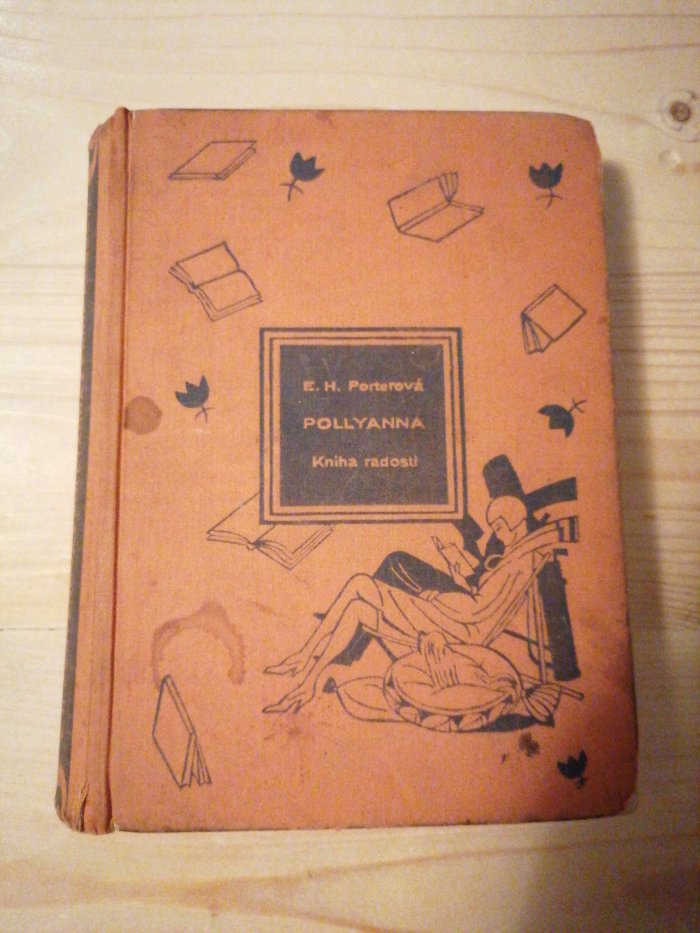 E. H. Porterová
POLLYANNA
Kniha radosti